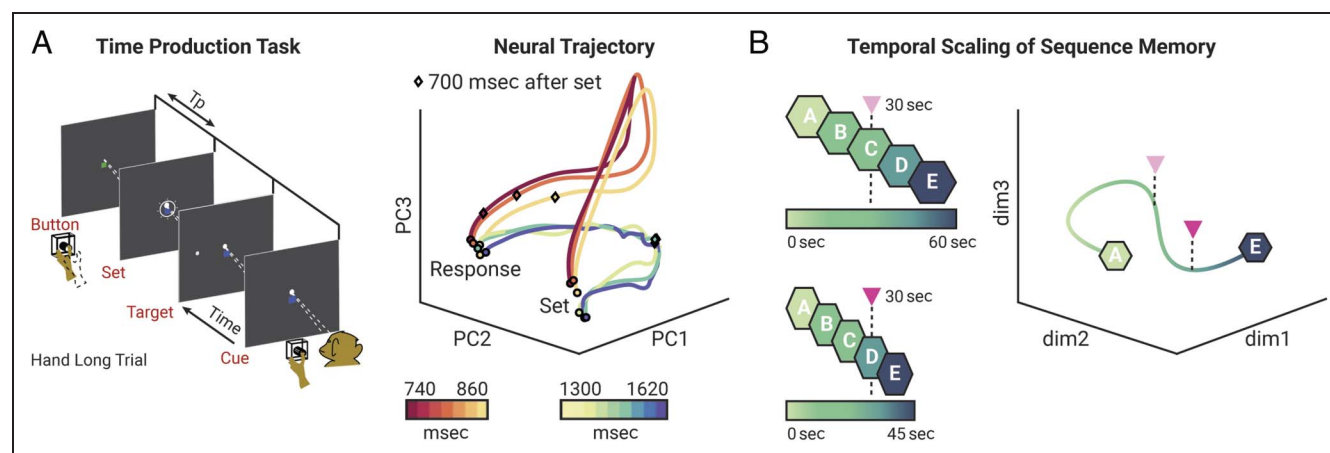 A
Time Production Task
Tp
Button
Set
Target
Time
Cue
Hand Long Trial
Neural Trajectory
700 msec after set
PC3
Response
Set
PC2
PC1
740 860
msec
1300 1620
msec
B
Temporal Scaling of Sequence Memory
30 sec
A
B
C
D
E
0 sec 60 sec
30 sec
A
B
C
D
E
0 sec 45 sec
dim3
A
E
dim2
dim1